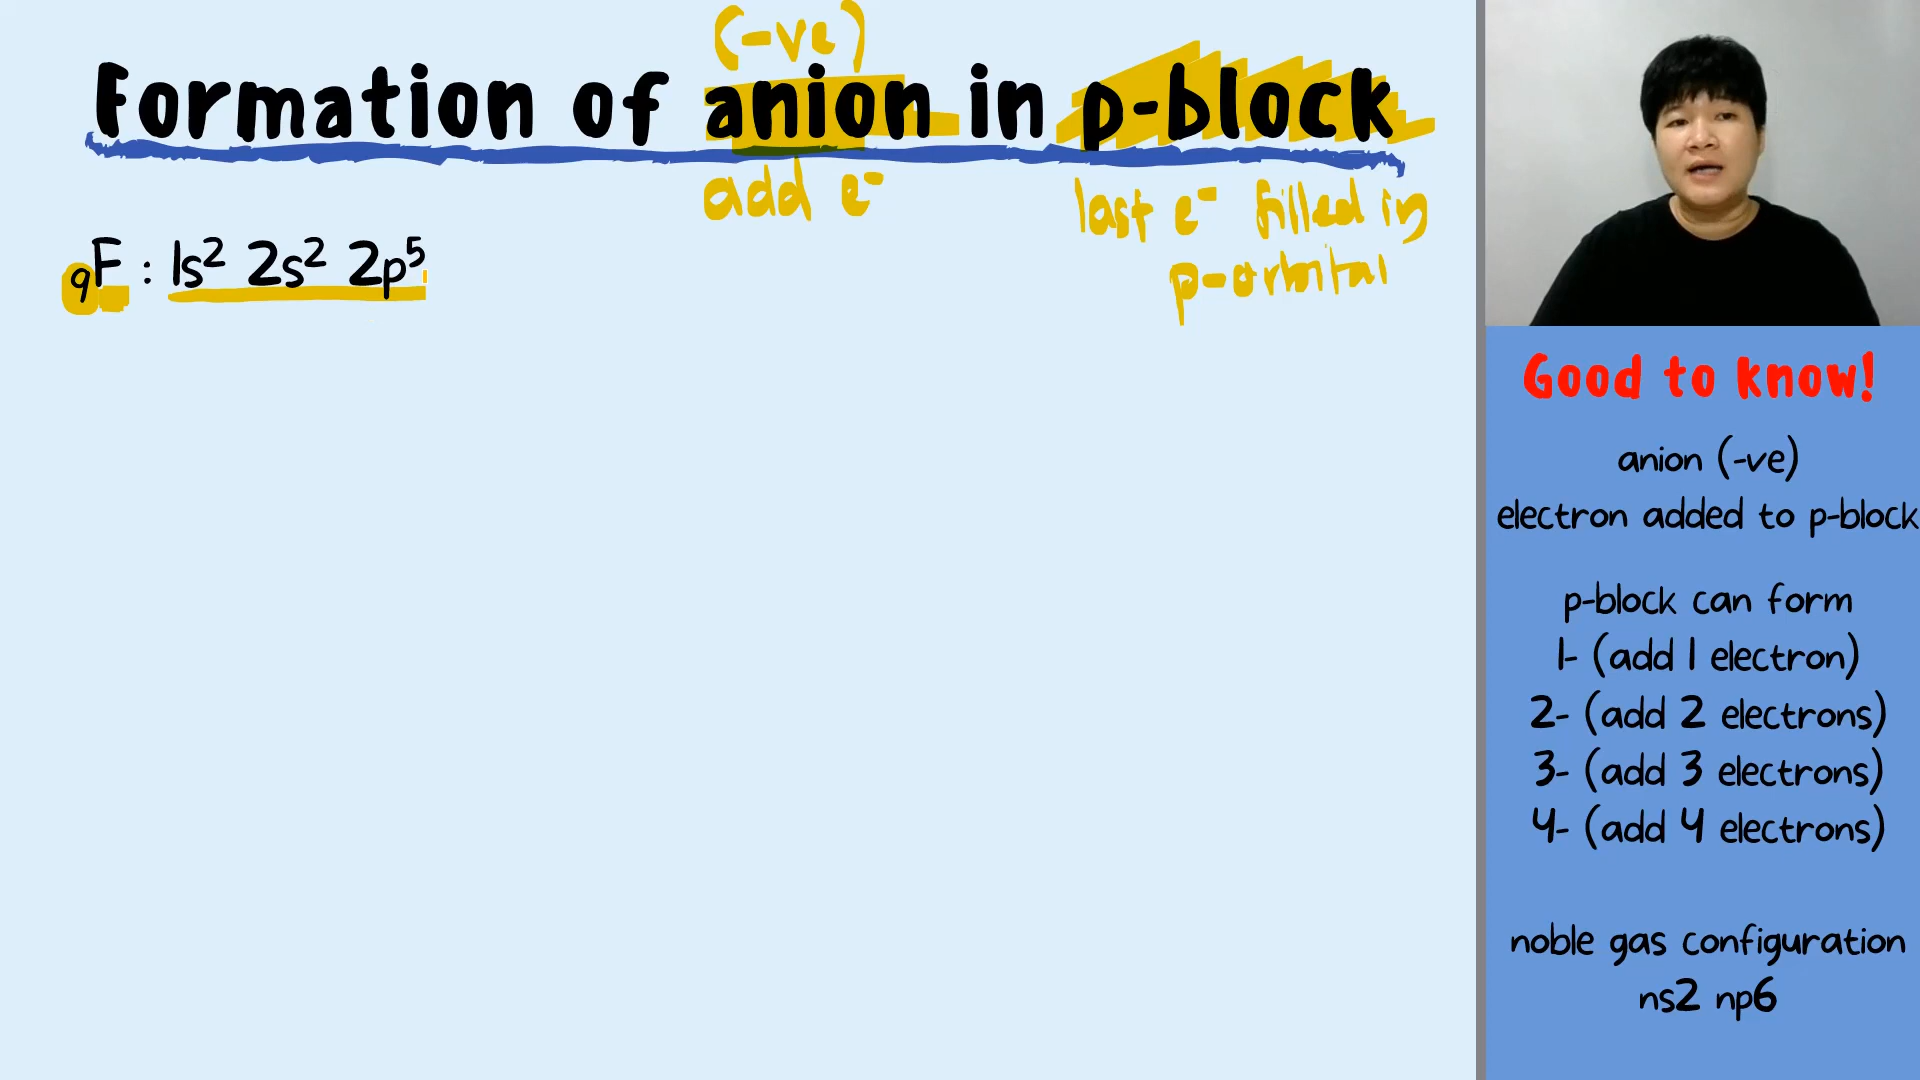 (-ve)
Formation of anion in p-block
add e⁻
last e⁻ filled in
p-orbital
₉F : 1s² 2s² 2p⁵
Good to know!
anion (-ve)
electron added to p-block
p-block can form
1- (add 1 electron)
2- (add 2 electrons)
3- (add 3 electrons)
4- (add 4 electrons)
noble gas configuration
ns2 np6